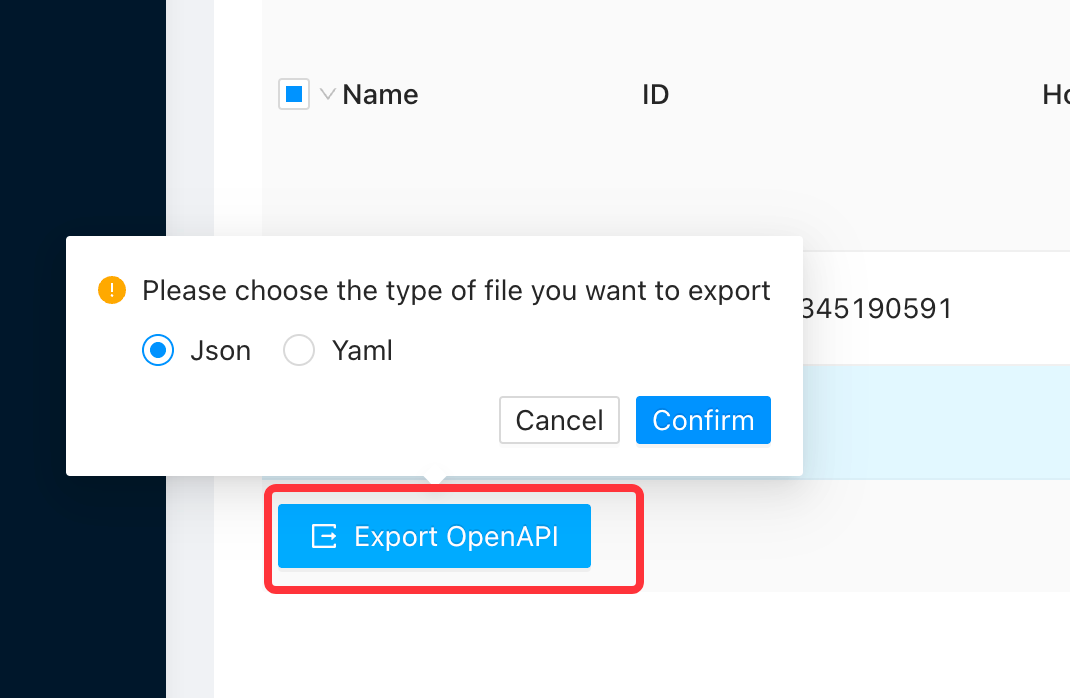 Name ID
Please choose the type of file you want to export
345190591
Json Yaml
Cancel Confirm
Export OpenAPI